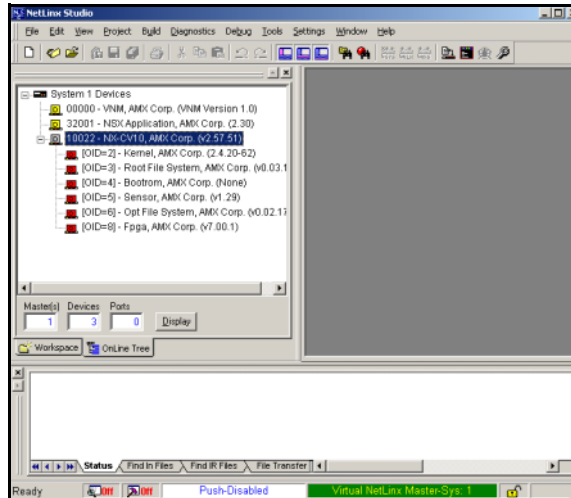 NetLinx Studio
File Edit View Project Build Diagnostics Debug Tools Settings Window Help
System 1 Devices
00000 - VNM, AMX Corp. (VNM Version 1.0)
32001 - NSX Application, AMX Corp. (2.30)
10022 - NX-CV10, AMX Corp. (v2.57.51)
[OID=2] - Kernel, AMX Corp. (2.4.20-62)
[OID=3] - Root File System, AMX Corp. (v0.03.1
[OID=4] - Bootrom, AMX Corp. (None)
[OID=5] - Sensor, AMX Corp. (v1.29)
[OID=6] - Opt File System, AMX Corp. (v0.02.17
[OID=8] - Fpga, AMX Corp. (v7.00.1)
Master(s) Devices Ports
1 3 0 Display
Workspace OnLine Tree
Status Find In Files Find IR Files File Transfer
Ready Off Off Push-Disabled Virtual NetLinx Master-Sys: 1